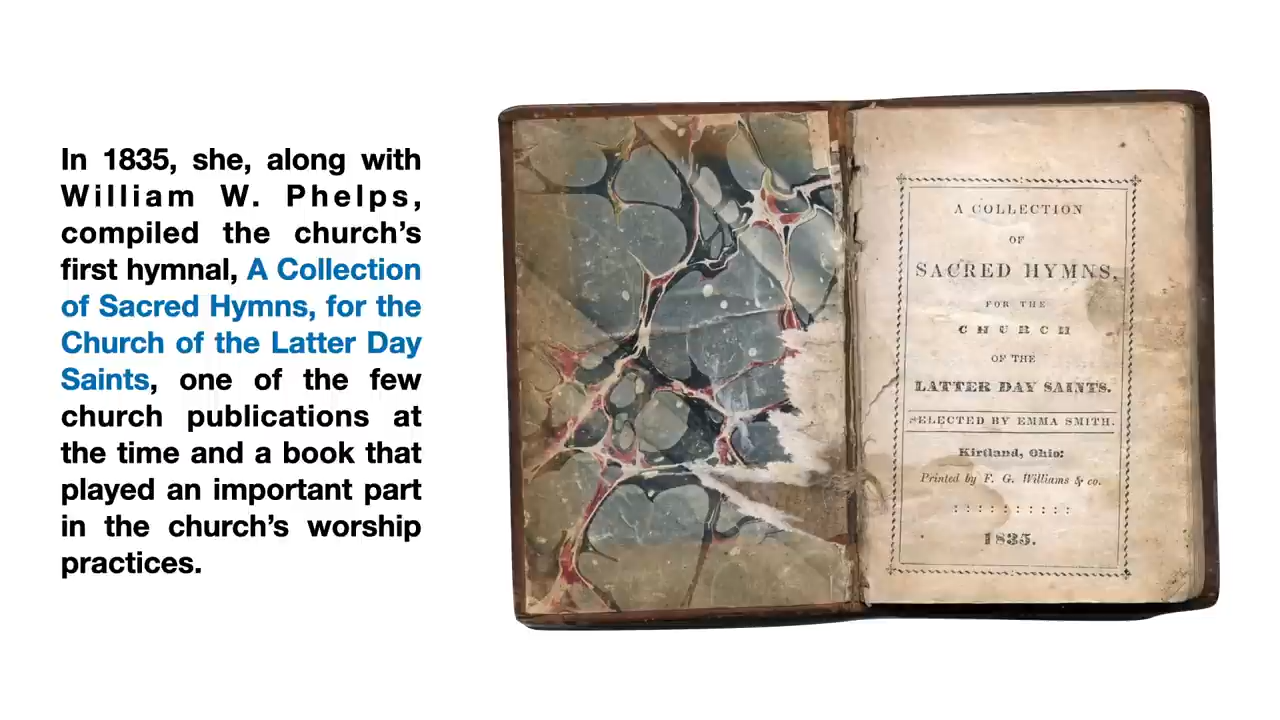 In 1835, she, along with
William W. Phelps,
compiled the church's
first hymnal, A Collection
of Sacred Hymns, for the
Church of the Latter Day
Saints, one of the few
church publications at
the time and a book that
played an important part
in the church's worship
practices.
A COLLECTION
OF
SACRED HYMNS,
FOR THE
CHURCH
OF THE
LATTER DAY SAINTS.
SELECTED BY EMMA SMITH.
Kirtland, Ohio:
Printed by F. G. Williams & co.
: : : : : : : : : :
1835.